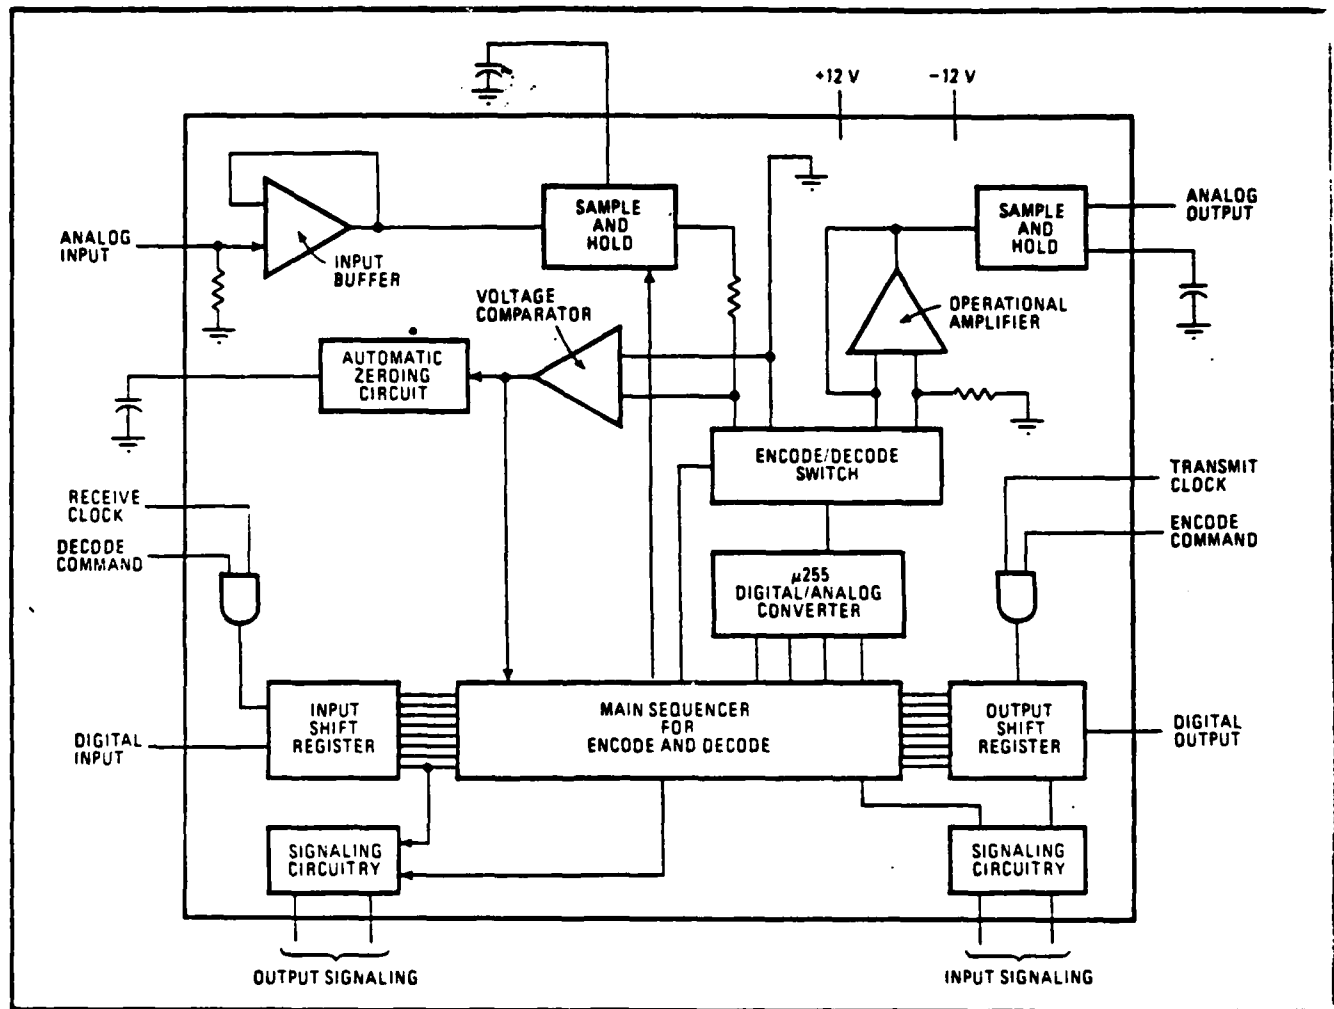 +12 V
-12 V
ANALOG
INPUT
INPUT
BUFFER
SAMPLE
AND
HOLD
SAMPLE
AND
HOLD
ANALOG
OUTPUT
VOLTAGE
COMPARATOR
OPERATIONAL
AMPLIFIER
AUTOMATIC
ZERDING
CIRCUIT
ENCODE/DECODE
SWITCH
RECEIVE
CLOCK
DECODE
COMMAND
TRANSMIT
CLOCK
ENCODE
COMMAND
μ255
DIGITAL/ANALOG
CONVERTER
DIGITAL
INPUT
INPUT
SHIFT
REGISTER
MAIN SEQUENCER
FOR
ENCODE AND DECODE
OUTPUT
SHIFT
REGISTER
DIGITAL
OUTPUT
SIGNALING
CIRCUITRY
SIGNALING
CIRCUITRY
OUTPUT SIGNALING
INPUT SIGNALING